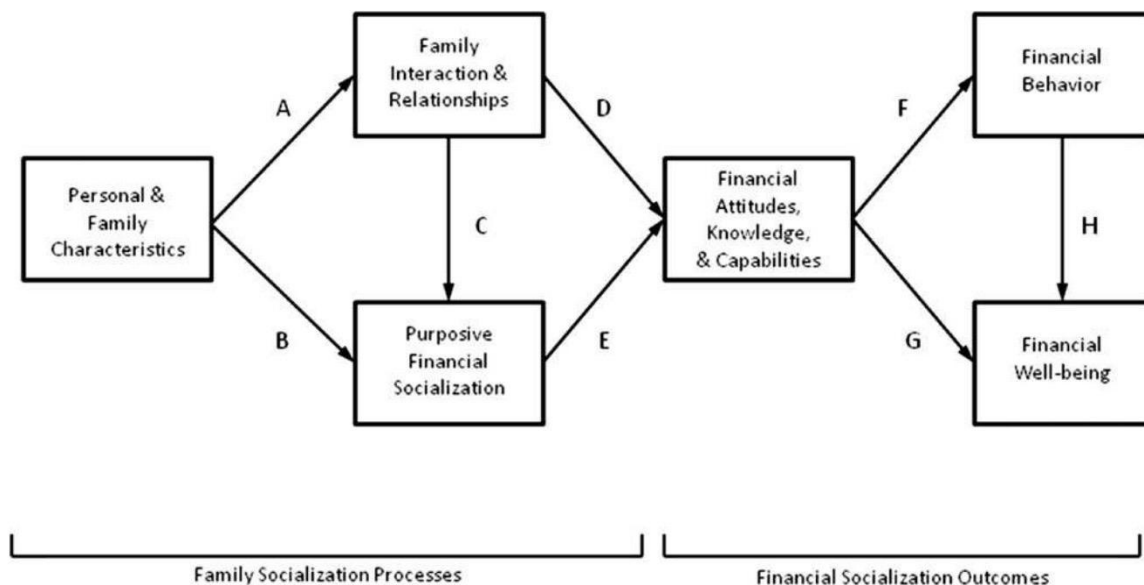 Family
Interaction &
Relationships
Financial
Behavior
A
D
F
Personal &
Family
Characteristics
Financial
Attitudes,
Knowledge,
& Capabilities
C
H
B
E
G
Purposive
Financial
Socialization
Financial
Well-being
Family Socialization Processes
Financial Socialization Outcomes